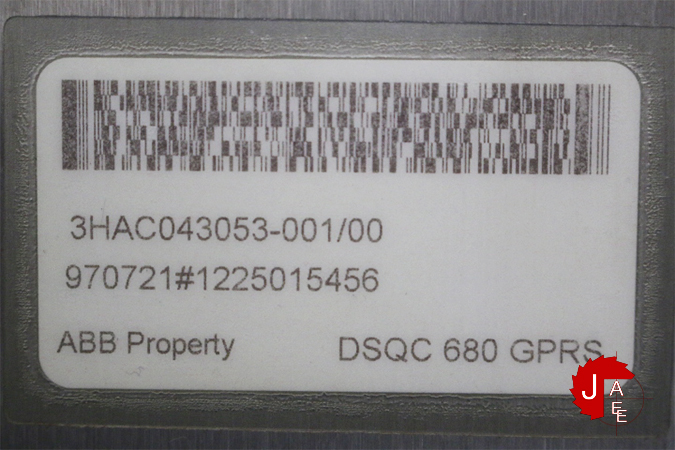 3HAC043053-001/00
970721#1225015456
ABB Property DSQC 680 GPRS
J
A
E
E